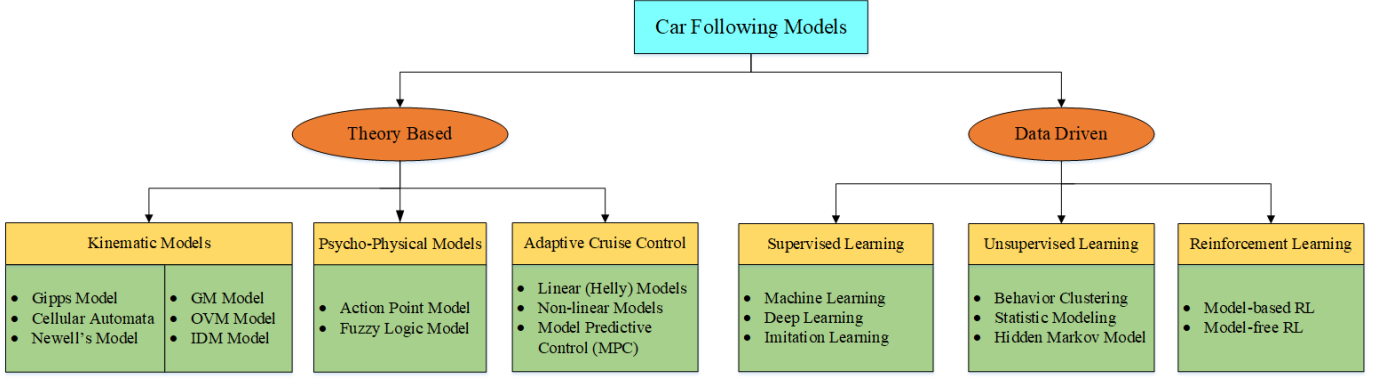 Car Following Models
Theory Based
Data Driven
Kinematic Models
Psycho-Physical Models
Adaptive Cruise Control
Supervised Learning
Unsupervised Learning
Reinforcement Learning
• Gipps Model
• Cellular Automata
• Newell’s Model
• GM Model
• OVM Model
• IDM Model
• Action Point Model
• Fuzzy Logic Model
• Linear (Helly) Models
• Non-linear Models
• Model Predictive
Control (MPC)
• Machine Learning
• Deep Learning
• Imitation Learning
• Behavior Clustering
• Statistic Modeling
• Hidden Markov Model
• Model-based RL
• Model-free RL